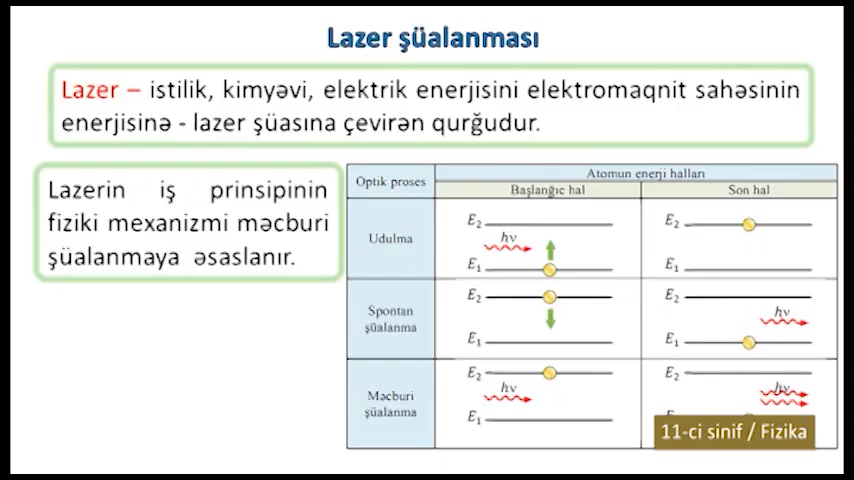 Lazer şüalanması
Lazer – istilik, kimyəvi, elektrik enerjisini elektromaqnit sahəsinin
enerjisinə - lazer şüasına çevirən qurğudur.
Lazerin iş prinsipinin
fiziki mexanizmi məcburi
şüalanmaya əsaslanır.
Optik proses
Atomun enerji halları
Başlanğıc hal
Son hal
Udulma
E₂
hν
E₁
E₂
E₁
Spontan
şüalanma
E₂
E₁
E₂
hν
E₁
Məcburi
şüalanma
E₂
hν
E₁
E₂
hν
11-ci sinif / Fizika